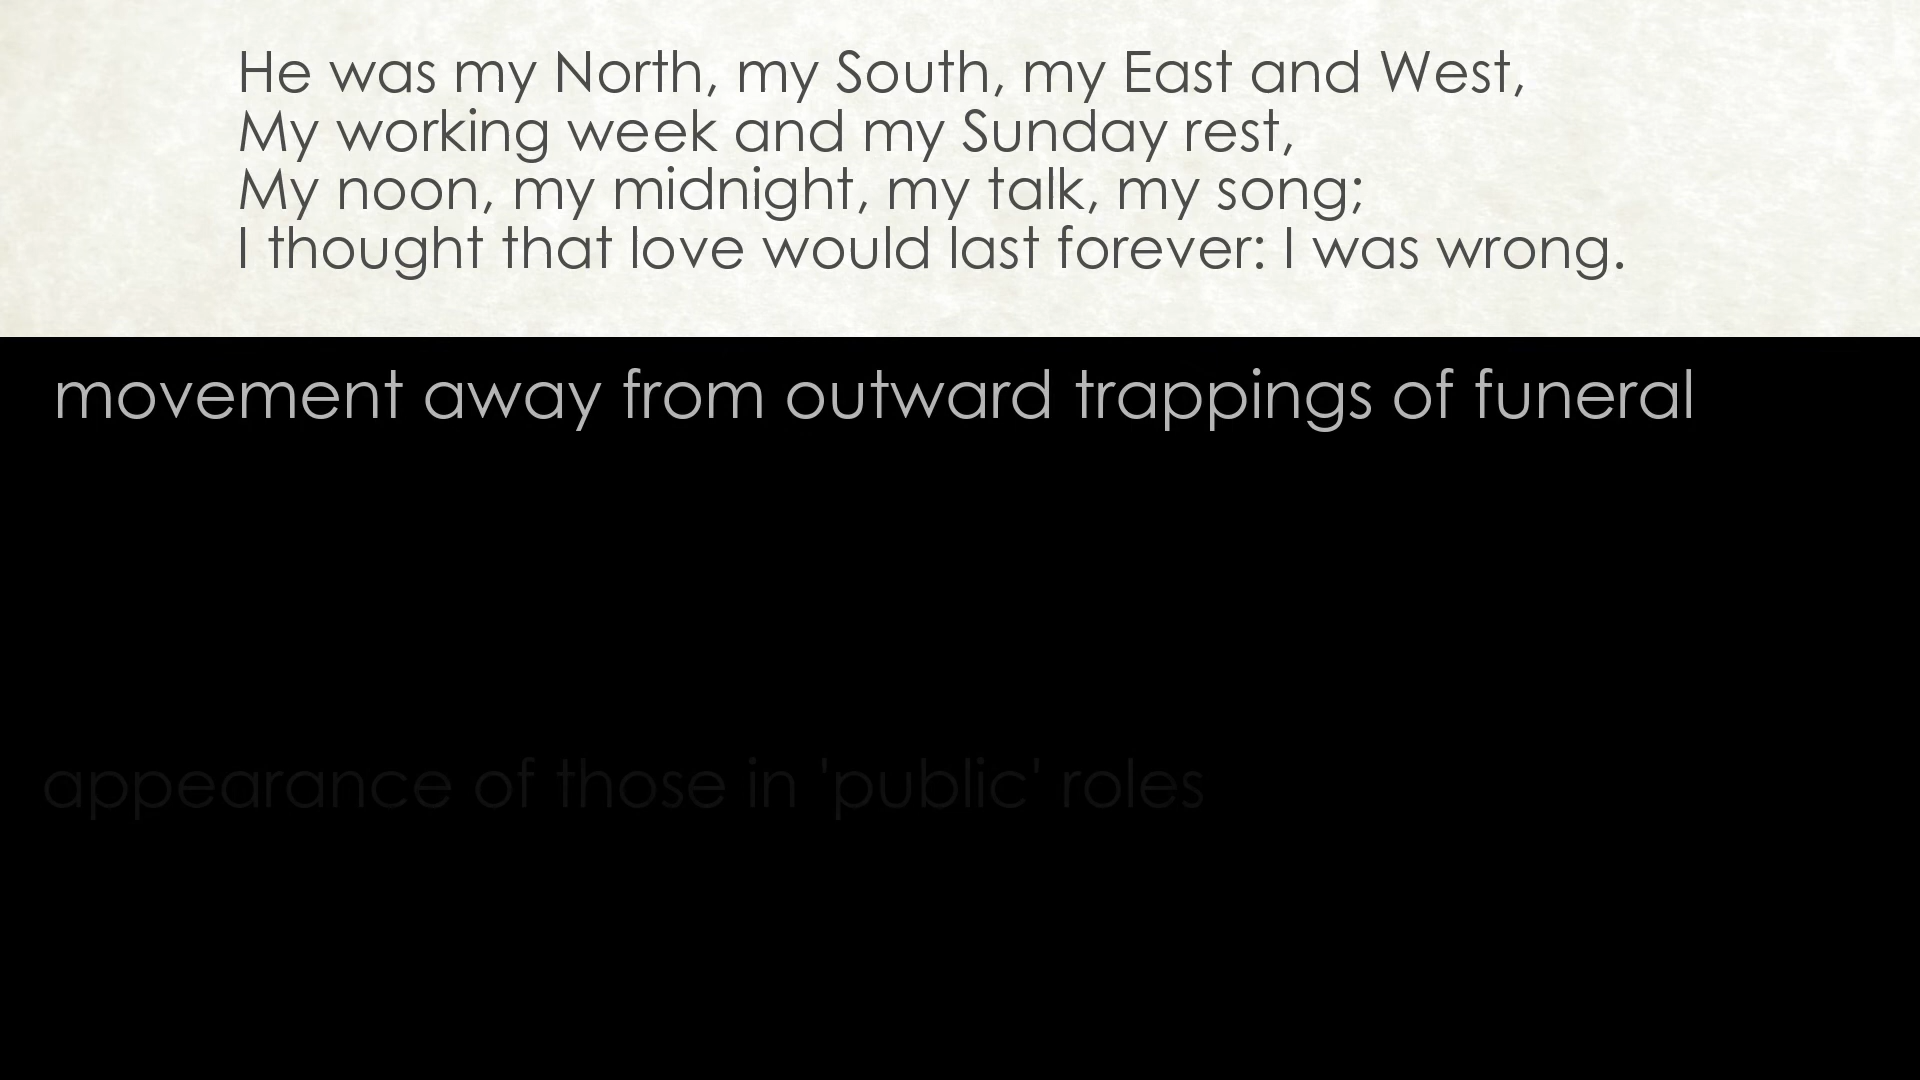 He was my North, my South, my East and West,
My working week and my Sunday rest,
My noon, my midnight, my talk, my song;
I thought that love would last forever: I was wrong.
movement away from outward trappings of funeral
appearance of those in 'public' roles